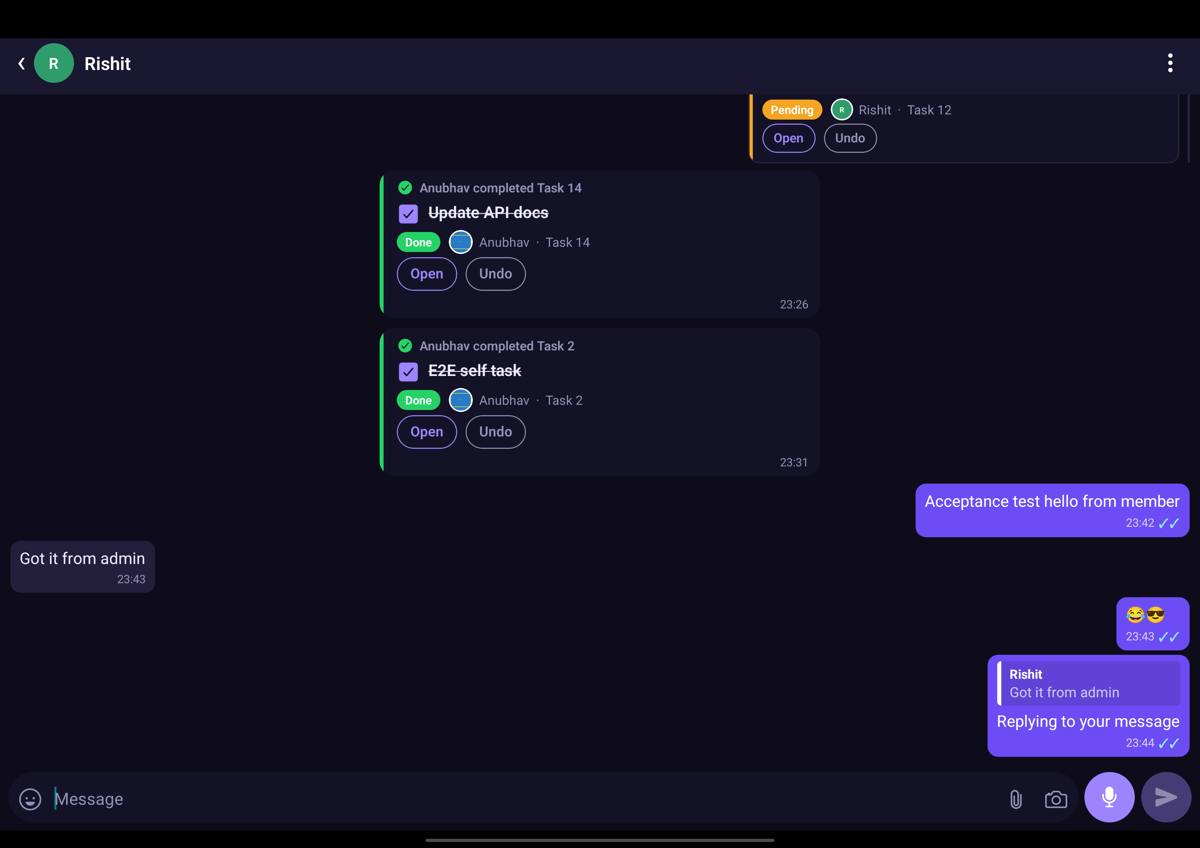 R
Rishit
Pending R Rishit · Task 12
Open Undo
Anubhav completed Task 14
Update API docs
Done Anubhav · Task 14
Open Undo
23:26
Anubhav completed Task 2
E2E self task
Done Anubhav · Task 2
Open Undo
23:31
Acceptance test hello from member
23:42
Got it from admin
23:43
😂😎
23:43
Rishit
Got it from admin
Replying to your message
23:44
Message